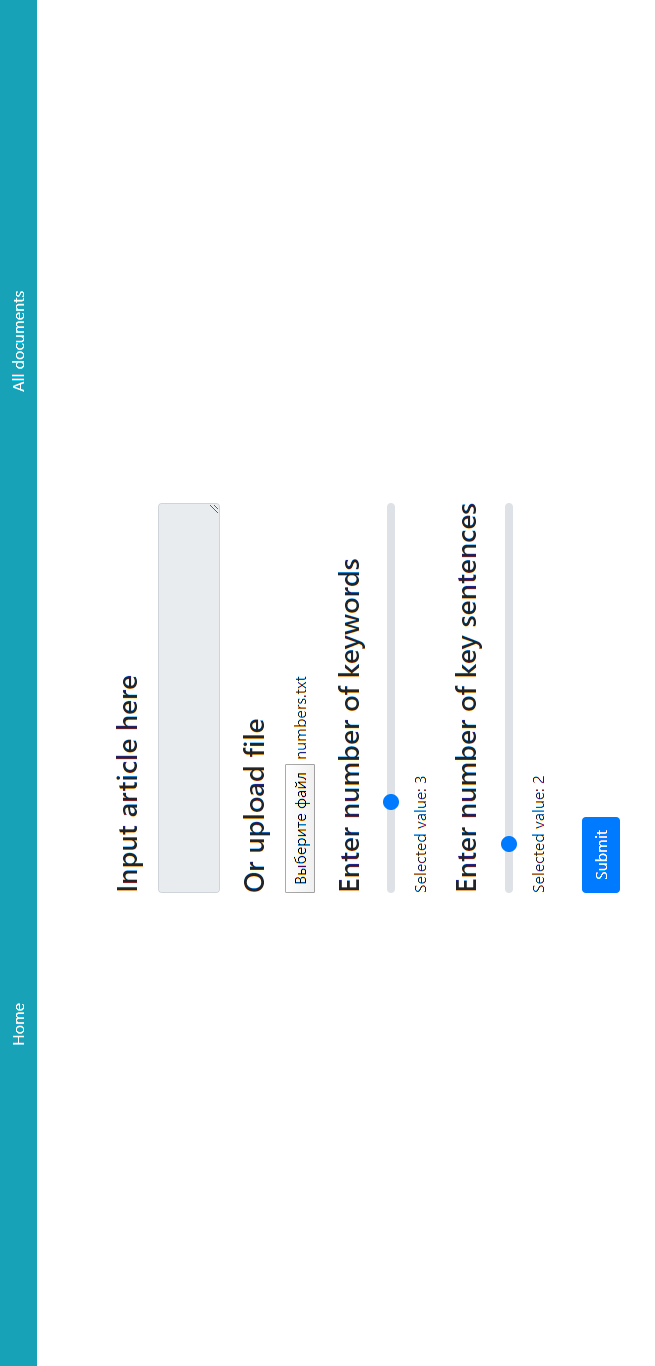 Home All documents
Input article here
Or upload file
Выберите файл numbers.txt
Enter number of keywords
Selected value: 3
Enter number of key sentences
Selected value: 2
Submit